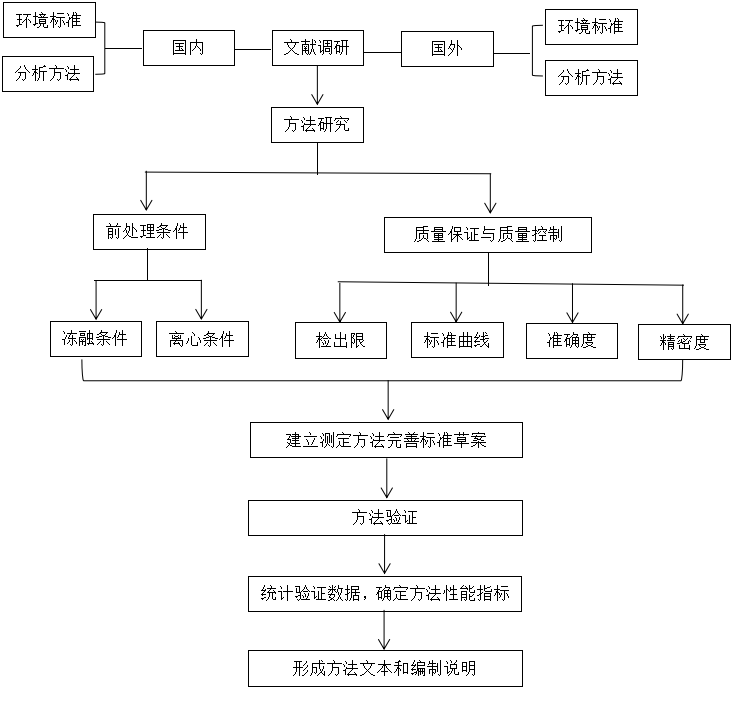 环境标准
环境标准
国内
文献调研
国外
分析方法
分析方法
方法研究
前处理条件
质量保证与质量控制
冻融条件
离心条件
检出限
标准曲线
准确度
精密度
建立测定方法完善标准草案
方法验证
统计验证数据，确定方法性能指标
形成方法文本和编制说明